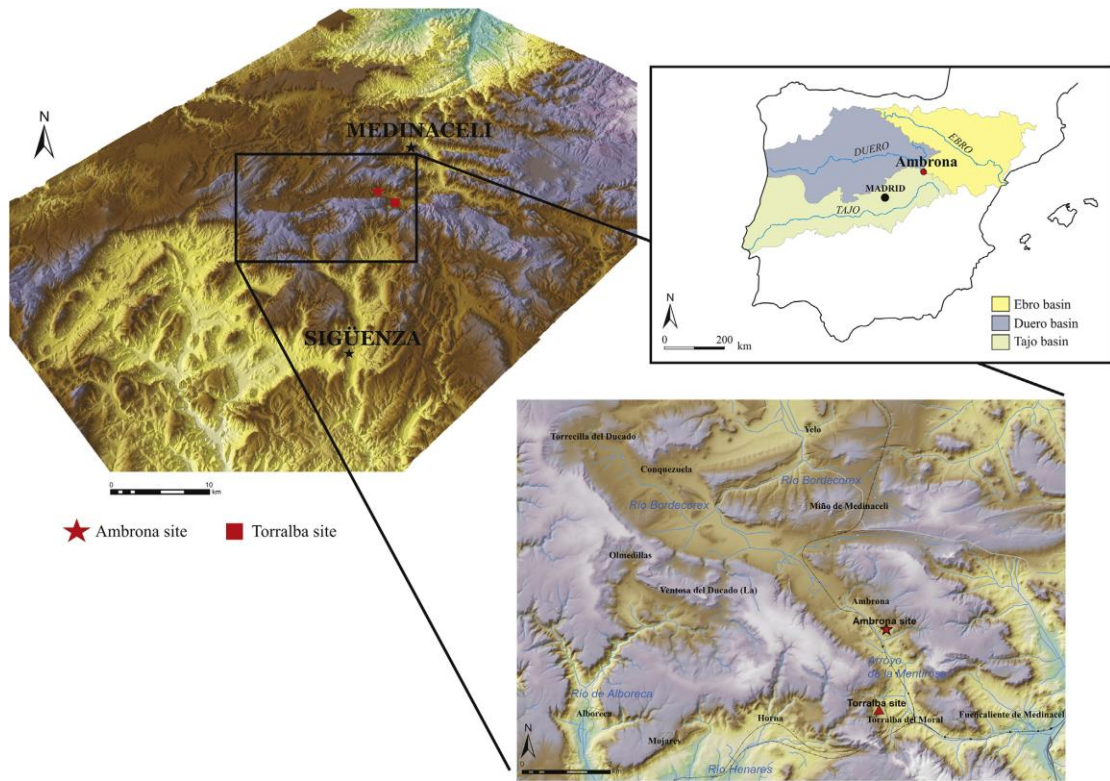 N
MEDINACELI
SIGÜENZA
0 10
km
Ambrona site
Torralba site
EBRO
DUERO
Ambrona
MADRID
TAJO
N
0 200
km
Ebro basin
Duero basin
Tajo basin
Yelo
Torrecilla del Ducado
Conquezuela
Río Bordecorex
Río Bordecorex
Miño de Medinaceli
Olmedillas
Ventosa del Ducado (La)
Ambrona
Ambrona site
Arroyo
de la Mentirosa
Río de Alboreca
Torralba site
Alboreca
Horna
Torralba del Moral
Fuencaliente de Medinacel
Mojares
N
Río Henares